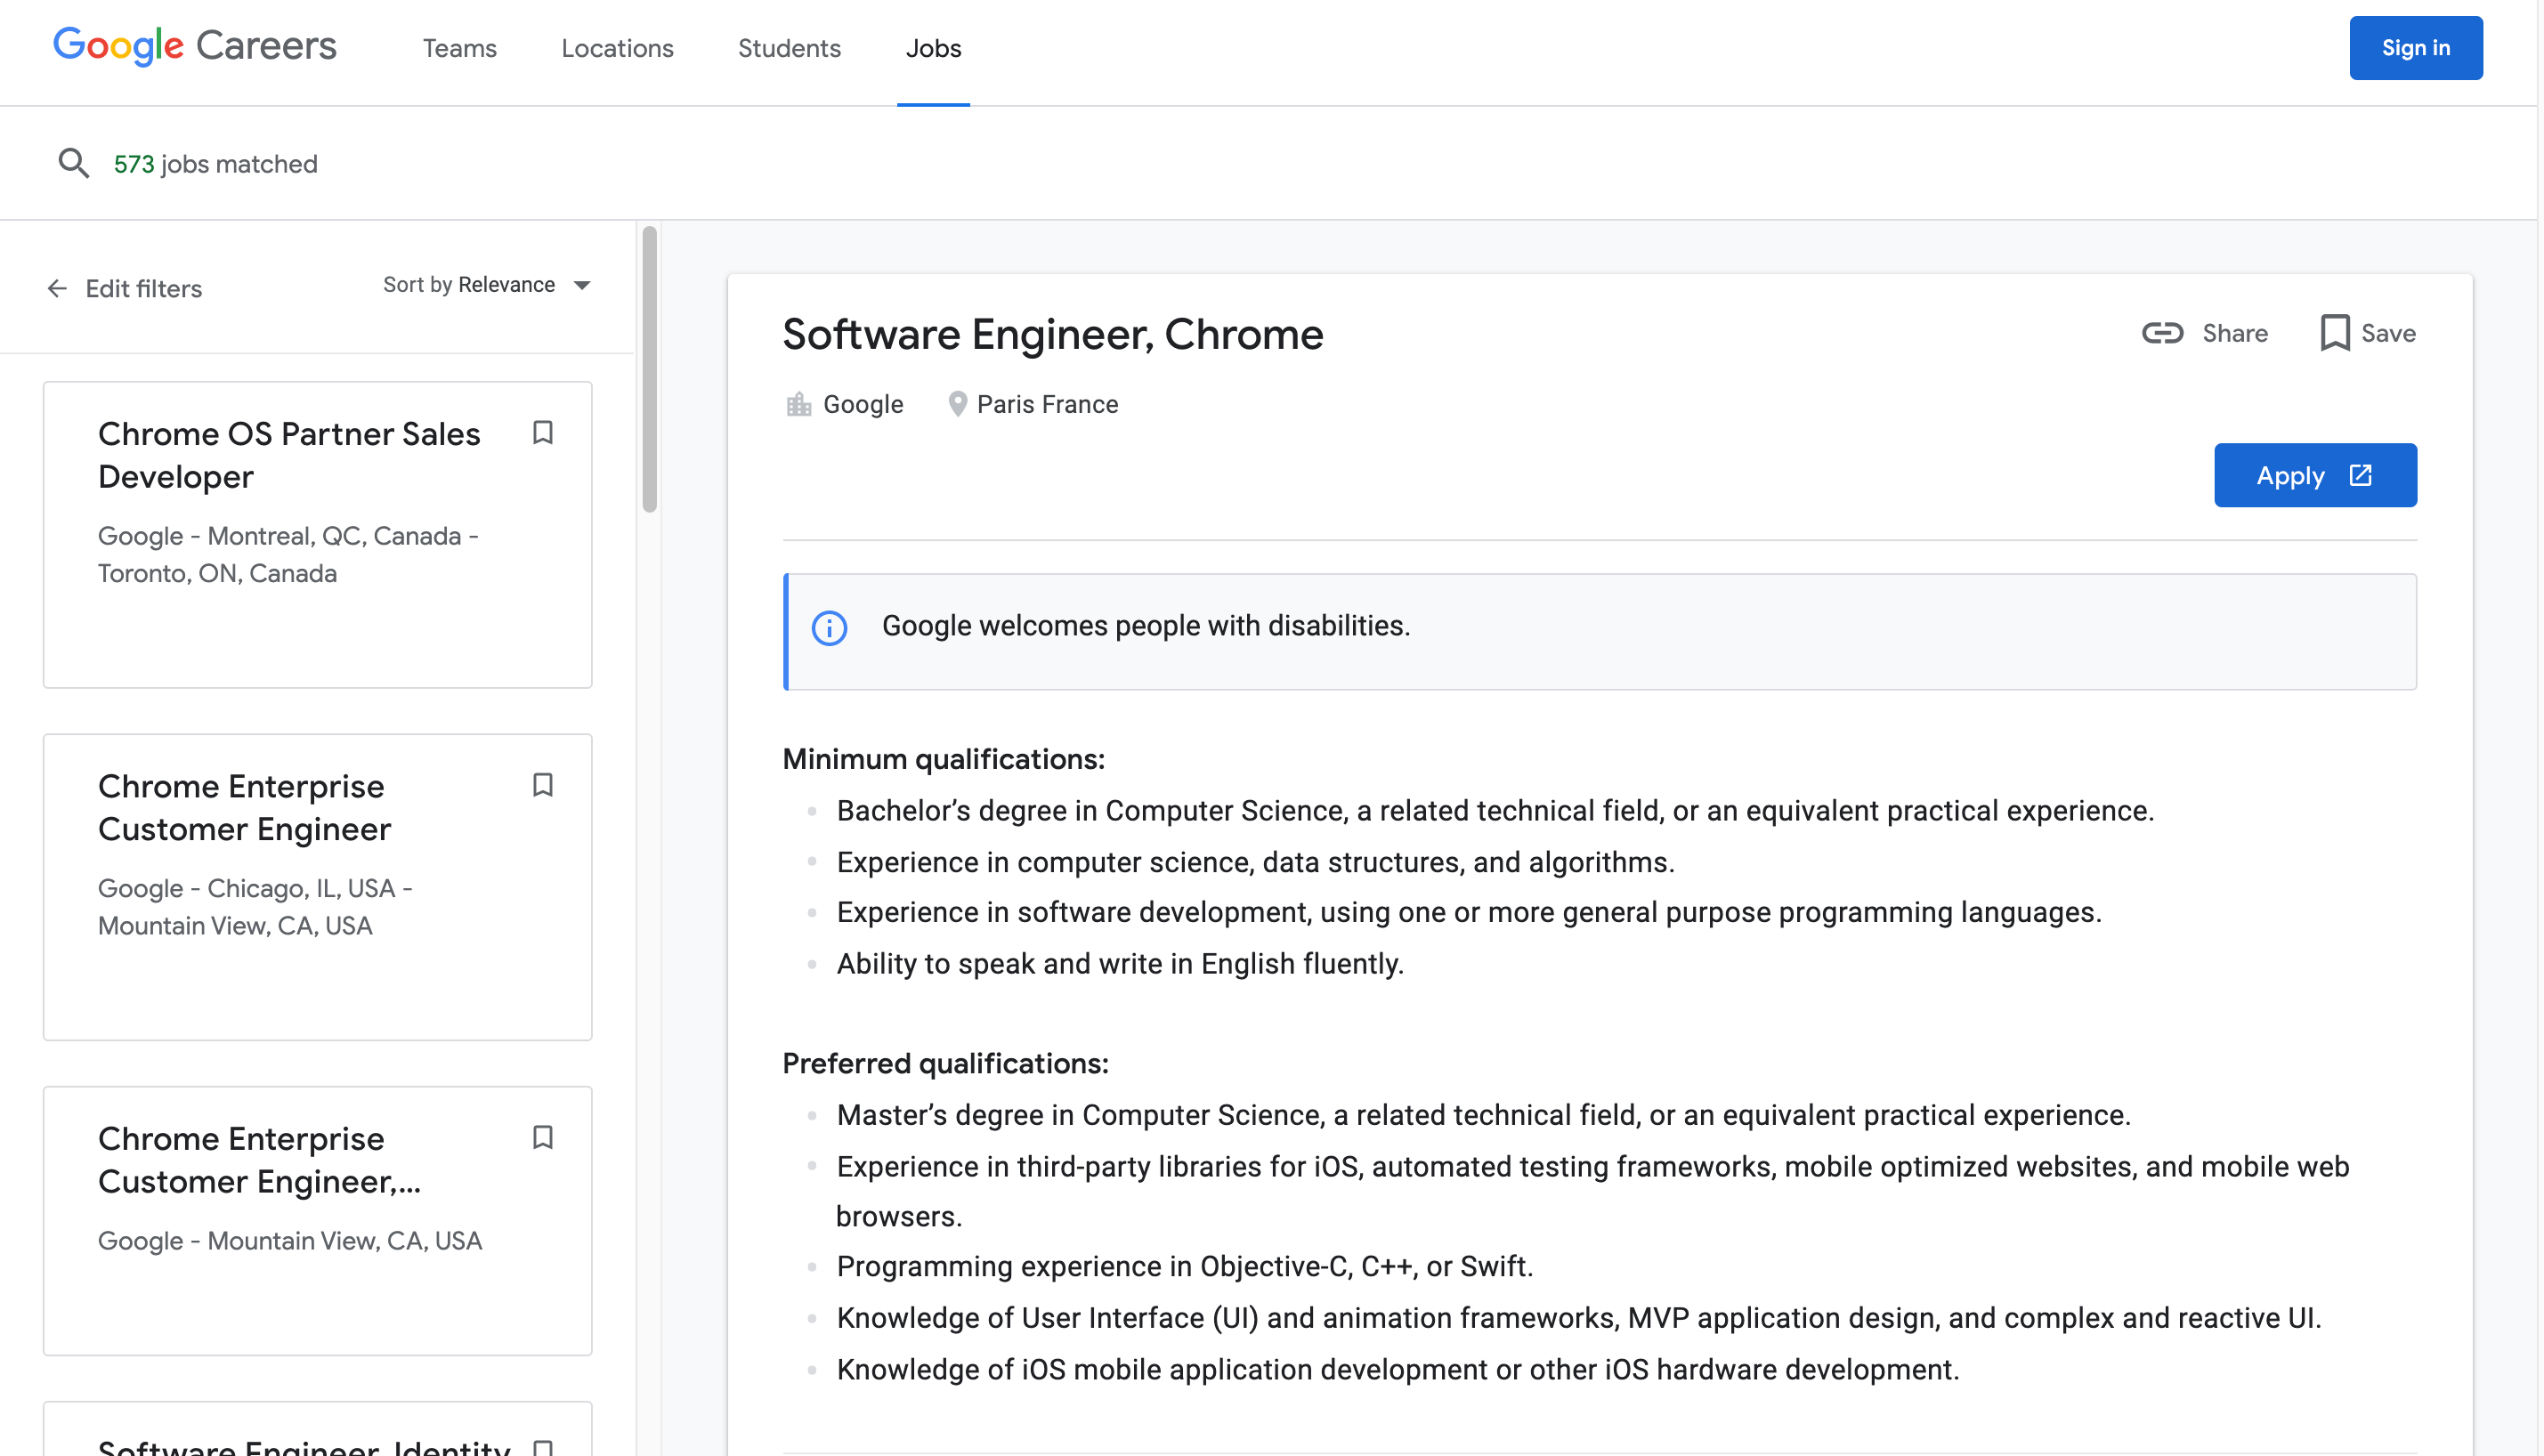 Google Careers
Teams
Locations
Students
Jobs
Sign in
573 jobs matched
Edit filters
Sort by Relevance
Chrome OS Partner Sales
Developer
Google - Montreal, QC, Canada -
Toronto, ON, Canada
Chrome Enterprise
Customer Engineer
Google - Chicago, IL, USA -
Mountain View, CA, USA
Chrome Enterprise
Customer Engineer,...
Google - Mountain View, CA, USA
Software Engineer, Identity
Software Engineer, Chrome
Share
Save
Google
Paris France
Apply
Google welcomes people with disabilities.
Minimum qualifications:
Bachelor’s degree in Computer Science, a related technical field, or an equivalent practical experience.
Experience in computer science, data structures, and algorithms.
Experience in software development, using one or more general purpose programming languages.
Ability to speak and write in English fluently.
Preferred qualifications:
Master’s degree in Computer Science, a related technical field, or an equivalent practical experience.
Experience in third-party libraries for iOS, automated testing frameworks, mobile optimized websites, and mobile web
browsers.
Programming experience in Objective-C, C++, or Swift.
Knowledge of User Interface (UI) and animation frameworks, MVP application design, and complex and reactive UI.
Knowledge of iOS mobile application development or other iOS hardware development.